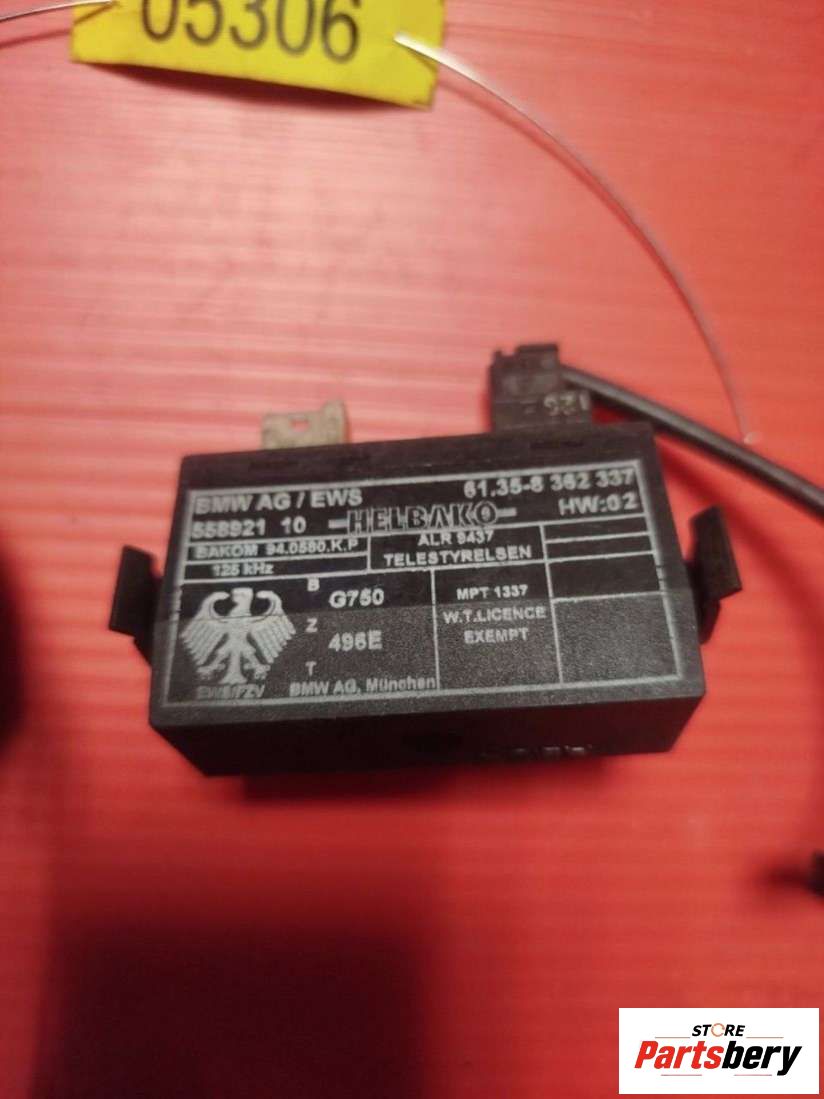 05306
BMW AG / EWS 61.35-8 362 337
558921 10 HELBAKO HW:02
BAKOM 94.0580.K.P ALR 9437
TELESTYRELSEN
125 kHz
B G750 MPT 1337
Z 496E W.T.LICENCE
EXEMPT
T BMW AG, München
STORE
Partsbery